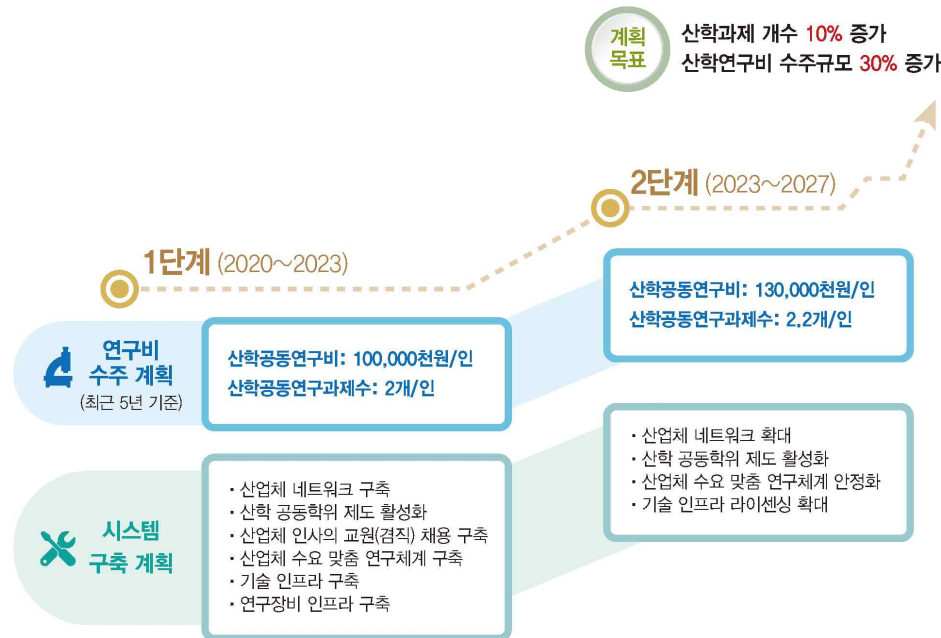 계획
목표
산학과제 개수 10% 증가
산학연구비 수주규모 30% 증가
2단계 (2023~2027)
1단계 (2020~2023)
연구비
수주 계획
(최근 5년 기준)
산학공동연구비: 100,000천원/인
산학공동연구과제수: 2개/인
산학공동연구비: 130,000천원/인
산학공동연구과제수: 2.2개/인
시스템
구축 계획
· 산업체 네트워크 구축
· 산학 공동학위 제도 활성화
· 산업체 인사의 교원(겸직) 채용 구축
· 산업체 수요 맞춤 연구체계 구축
· 기술 인프라 구축
· 연구장비 인프라 구축
· 산업체 네트워크 확대
· 산학 공동학위 제도 활성화
· 산업체 수요 맞춤 연구체계 안정화
· 기술 인프라 라이센싱 확대